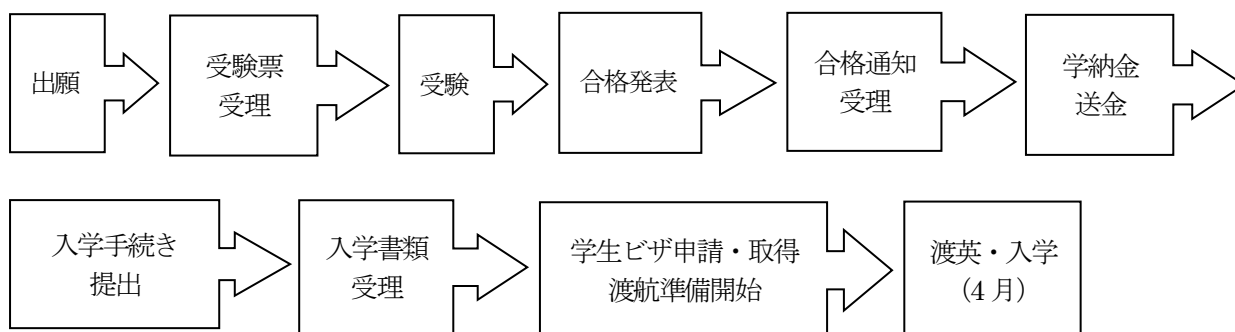 出願
受験票
受理
受験
合格発表
合格通知
受理
学納金
送金
入学手続き
提出
入学書類
受理
学生ビザ申請・取得
渡航準備開始
渡英・入学
(4 月)